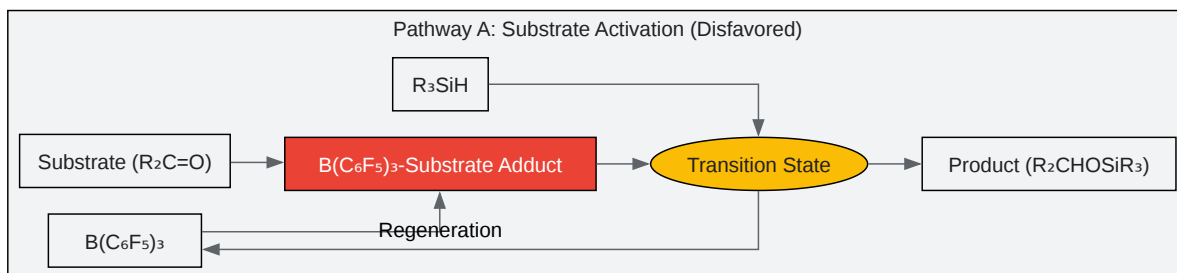 Pathway A: Substrate Activation (Disfavored)
R₃SiH
Substrate (R₂C=O)
B(C₆F₅)₃-Substrate Adduct
Transition State
Product (R₂CHOSiR₃)
Regeneration
B(C₆F₅)₃